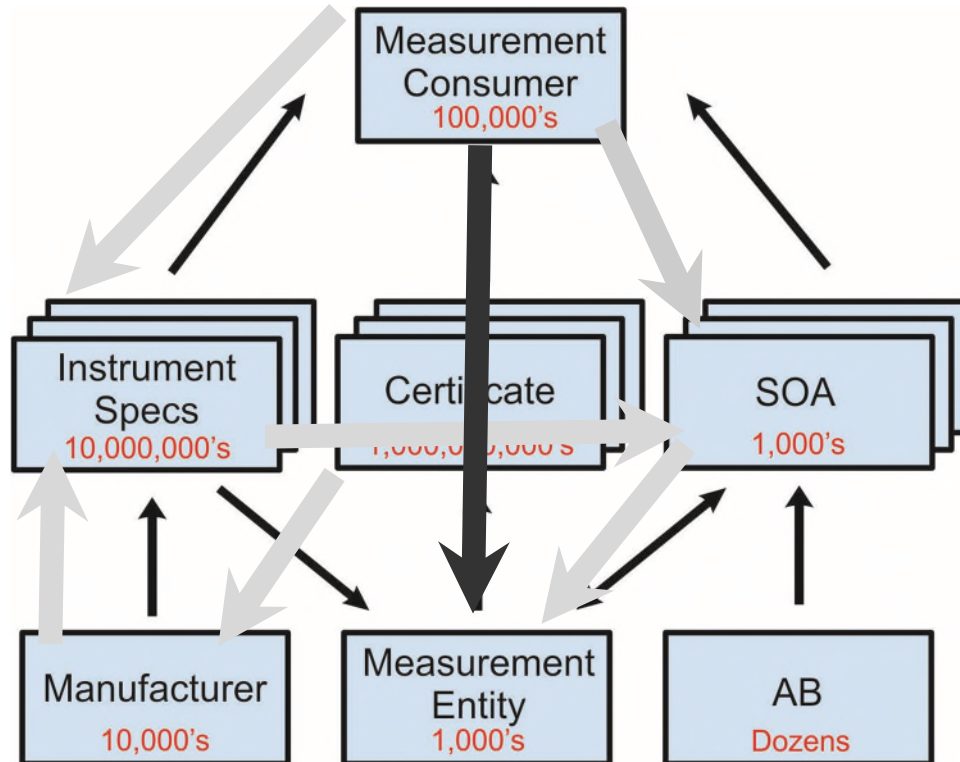 Measurement
Consumer
100,000's
Instrument
Specs
10,000,000's
SOA
1,000's
Manufacturer
10,000's
Measurement
Entity
1,000's
AB
Dozens